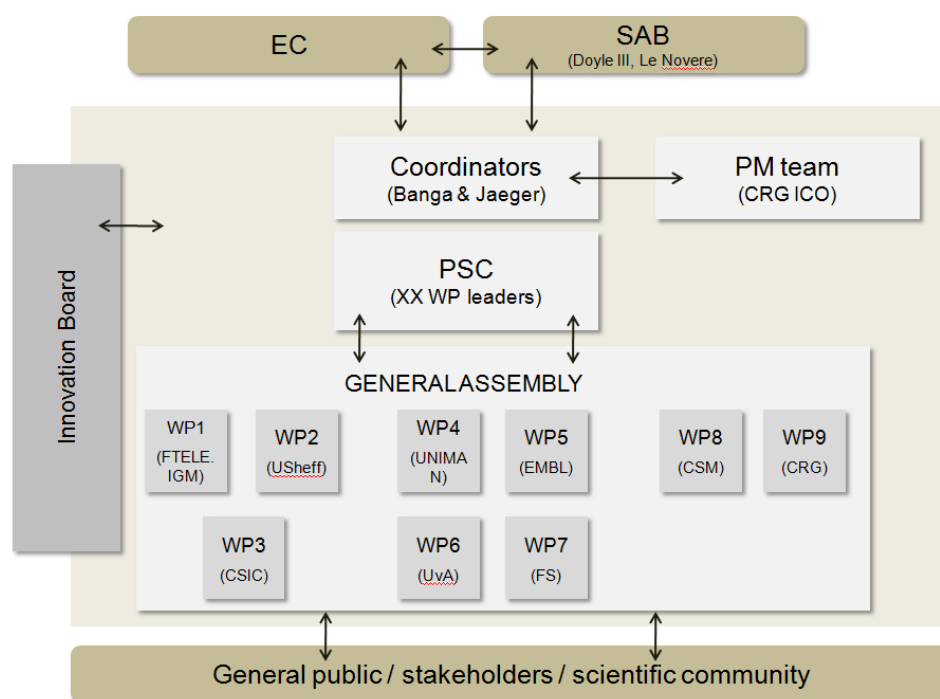 EC
SAB
(Doyle III, Le Novere)
Coordinators
(Banga & Jaeger)
PM team
(CRG ICO)
Innovation Board
PSC
(XX WP leaders)
GENERAL ASSEMBLY
WP1
(FTELE.
IGM)
WP2
(USheff)
WP4
(UNIMA
N)
WP5
(EMBL)
WP8
(CSM)
WP9
(CRG)
WP3
(CSIC)
WP6
(UvA)
WP7
(FS)
General public / stakeholders / scientific community